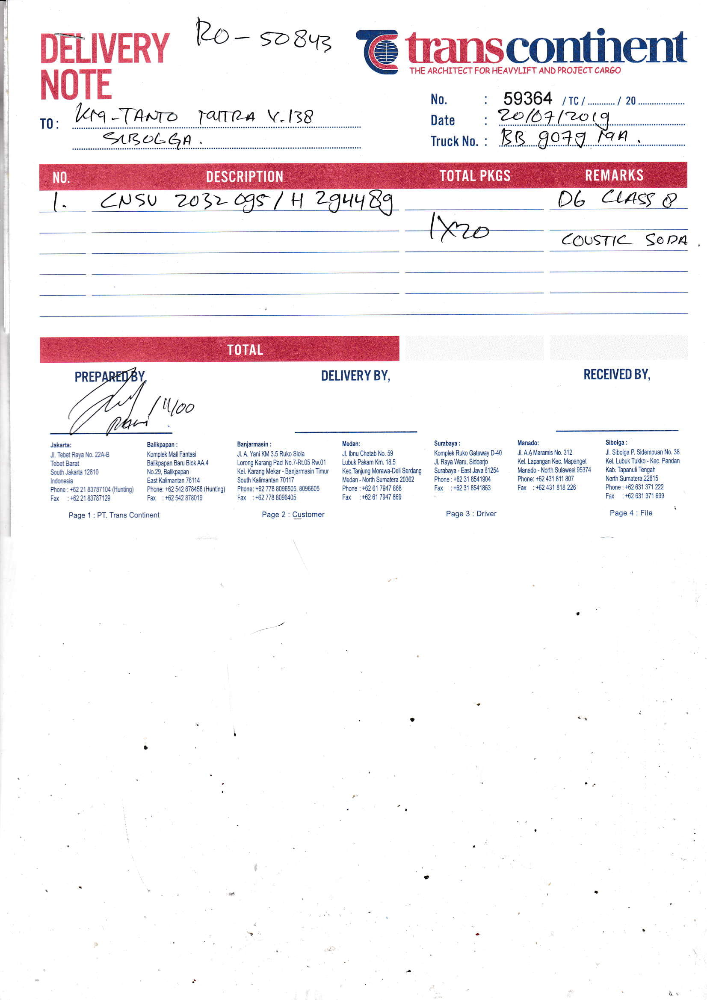 DELIVERY
NOTE
RO - 50843
transcontinent
THE ARCHITECT FOR HEAVYLIFT AND PROJECT CARGO
No. : 59364 / TC / ............ / 20 ...................
TO : KM - TANTO MITRA V. 138
SIBOLGA .
Date : 20/07/2019
Truck No. : BB 9079 MA .
NO. DESCRIPTION TOTAL PKGS REMARKS
1. CNSU 2032095 / H 294489 DG CLASS 8
1X20
COUSTIC SODA .
TOTAL
PREPARED BY, DELIVERY BY, RECEIVED BY,
/ 11/00
Jakarta:
Jl. Tebet Raya No. 22A-B
Tebet Barat
South Jakarta 12810
Indonesia
Phone : +62 21 83787104 (Hunting)
Fax : +62 21 83787129
Balikpapan :
Komplek Mall Fantasi
Balikpapan Baru Blok AA.4
No.29, Balikpapan
East Kalimantan 76114
Phone: +62 542 878458 (Hunting)
Fax : +62 542 878019
Banjarmasin :
Jl. A. Yani KM 3.5 Ruko Siola
Lorong Karang Paci No.7-Rt.05 Rw.01
Kel. Karang Mekar - Banjarmasin Timur
South Kalimantan 70117
Phone: +62 778 8096505, 8096605
Fax : +62 778 8096405
Medan:
Jl. Ibnu Chatab No. 59
Lubuk Pakam Km. 18.5
Kec.Tanjung Morawa-Deli Serdang
Medan - North Sumatera 20362
Phone : +62 61 7947 868
Fax : +62 61 7947 869
Surabaya :
Komplek Ruko Gateway D-40
Jl. Raya Waru, Sidoarjo
Surabaya - East Java 61254
Phone : +62 31 8541904
Fax : +62 31 8541863
Manado:
Jl. A.A Maramis No. 312
Kel. Lapangan Kec. Mapanget
Manado - North Sulawesi 95374
Phone: +62 431 811 807
Fax : +62 431 818 226
Sibolga :
Jl. Sibolga P. Sidempuan No. 38
Kel. Lubuk Tukko - Kec. Pandan
Kab. Tapanuli Tengah
North Sumatera 22615
Phone : +62 631 371 222
Fax : +62 631 371 699
Page 1 : PT. Trans Continent Page 2 : Customer Page 3 : Driver Page 4 : File